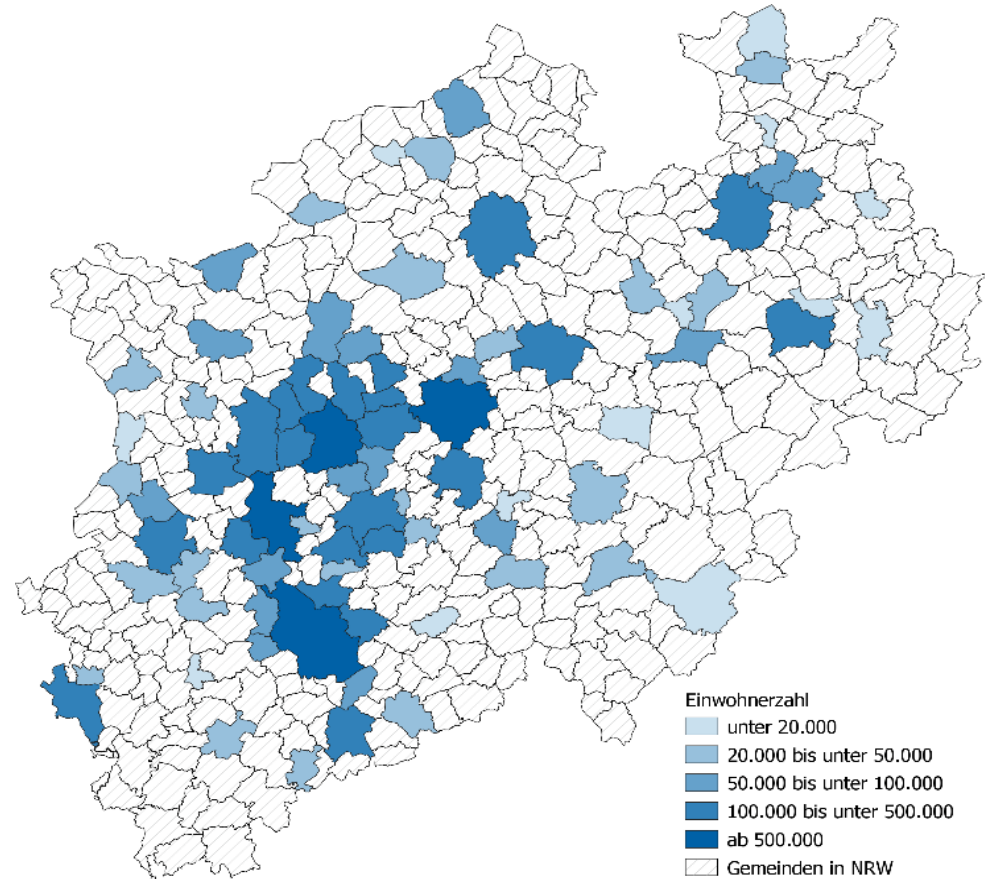 Einwohnerzahl
unter 20.000
20.000 bis unter 50.000
50.000 bis unter 100.000
100.000 bis unter 500.000
ab 500.000
Gemeinden in NRW